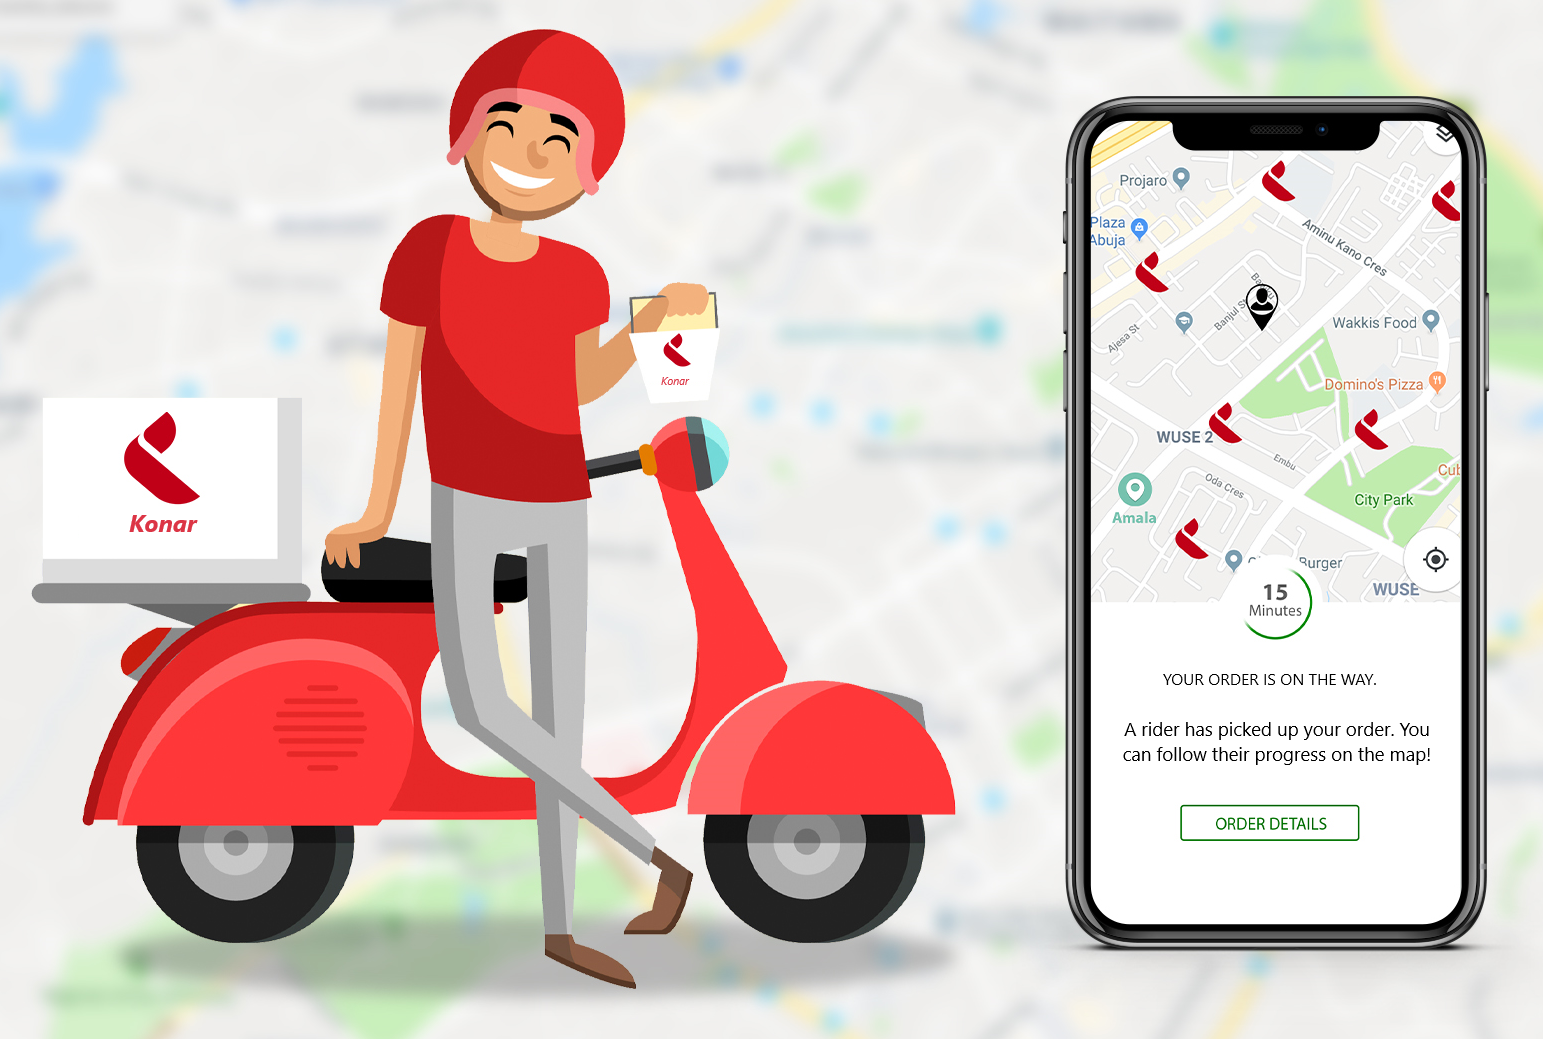 Konar
Konar
Projaro
Plaza
Abuja
Aminu Kano Cres
Banjul St
Ajesa St
Wakkis Food
Domino's Pizza
WUSE 2
Embu
Oda Cres
City Park
Amala
Burger
WUSE
15
Minutes
YOUR ORDER IS ON THE WAY.
A rider has picked up your order. You
can follow their progress on the map!
ORDER DETAILS